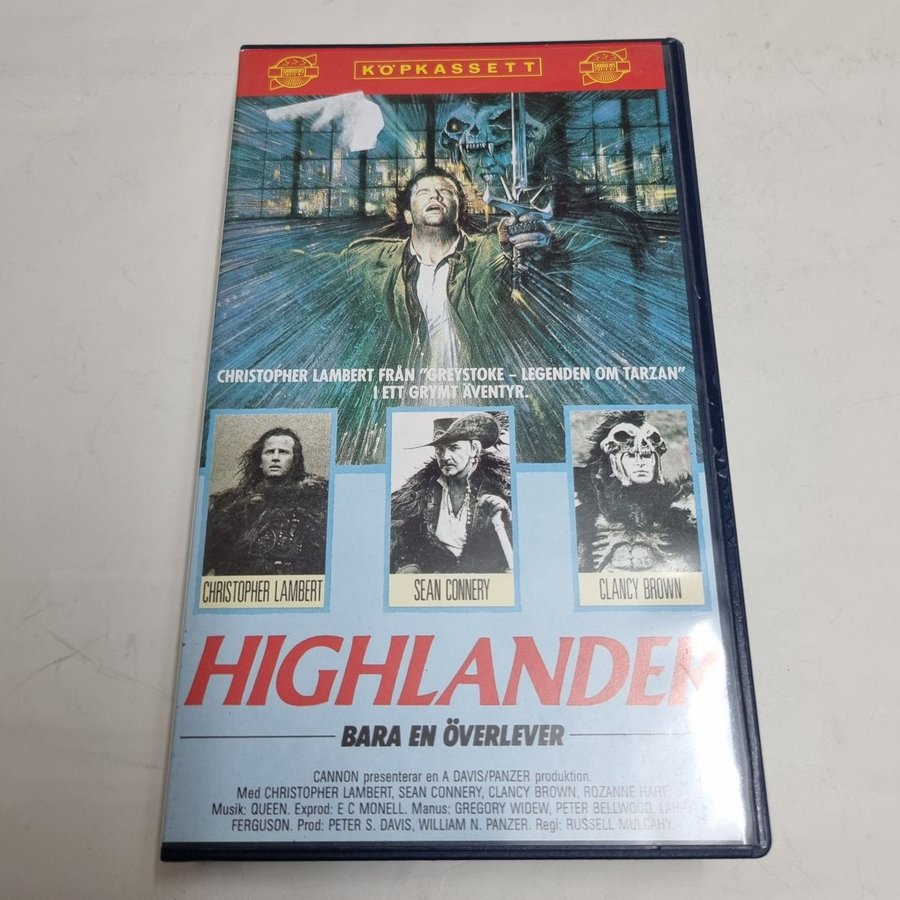 KÖPKASSETT
CHRISTOPHER LAMBERT FRÅN "GREYSTOKE – LEGENDEN OM TARZAN"
I ETT GRYMT ÄVENTYR.
CHRISTOPHER LAMBERT
SEAN CONNERY
CLANCY BROWN
HIGHLANDER
BARA EN ÖVERLEVER
CANNON presenterar en A DAVIS/PANZER produktion.
Med CHRISTOPHER LAMBERT, SEAN CONNERY, CLANCY BROWN, ROZANNE HART.
Musik: QUEEN. Exprod: E C MONELL. Manus: GREGORY WIDEW, PETER BELLWOOD, LARRY
FERGUSON. Prod: PETER S. DAVIS, WILLIAM N. PANZER. Regi: RUSSELL MULCAHY.